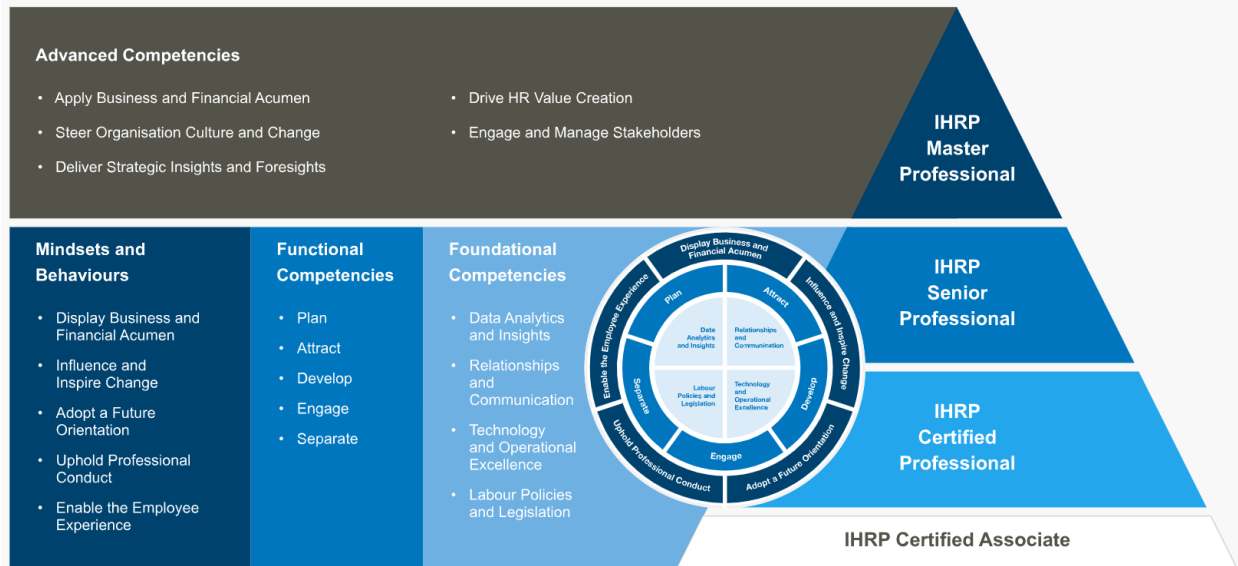 Advanced Competencies
• Apply Business and Financial Acumen
• Steer Organisation Culture and Change
• Deliver Strategic Insights and Foresights
• Drive HR Value Creation
• Engage and Manage Stakeholders
IHRP
Master
Professional
Mindsets and
Behaviours
• Display Business and
Financial Acumen
• Influence and
Inspire Change
• Adopt a Future
Orientation
• Uphold Professional
Conduct
• Enable the Employee
Experience
Functional
Competencies
• Plan
• Attract
• Develop
• Engage
• Separate
Foundational
Competencies
• Data Analytics
and Insights
• Relationships
and
Communication
• Technology
and Operational
Excellence
• Labour Policies
and Legislation
Display Business and
Financial Acumen
Influence and Inspire Change
Adopt a Future Orientation
Uphold Professional Conduct
Enable the Employee Experience
Plan
Attract
Develop
Engage
Separate
Data
Analytics
and Insights
Relationships
and
Communication
Labour
Policies and
Legislation
Technology
and
Operational
Excellence
IHRP
Senior
Professional
IHRP
Certified
Professional
IHRP Certified Associate